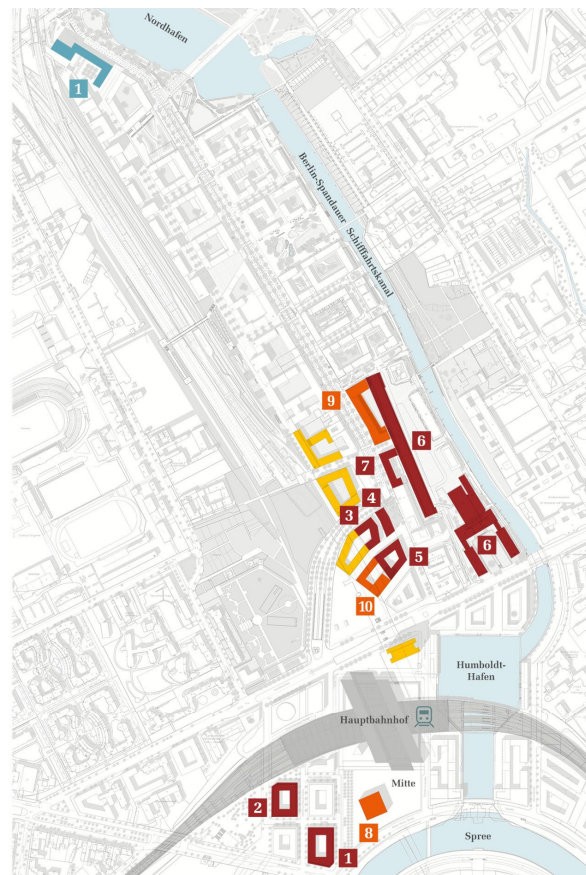 Nordhafen
1
Berlin-Spandauer
Schifffahrtskanal
9
6
7
4
3
5
6
10
Humboldt-
Hafen
Hauptbahnhof
Mitte
2
8
1
Spree